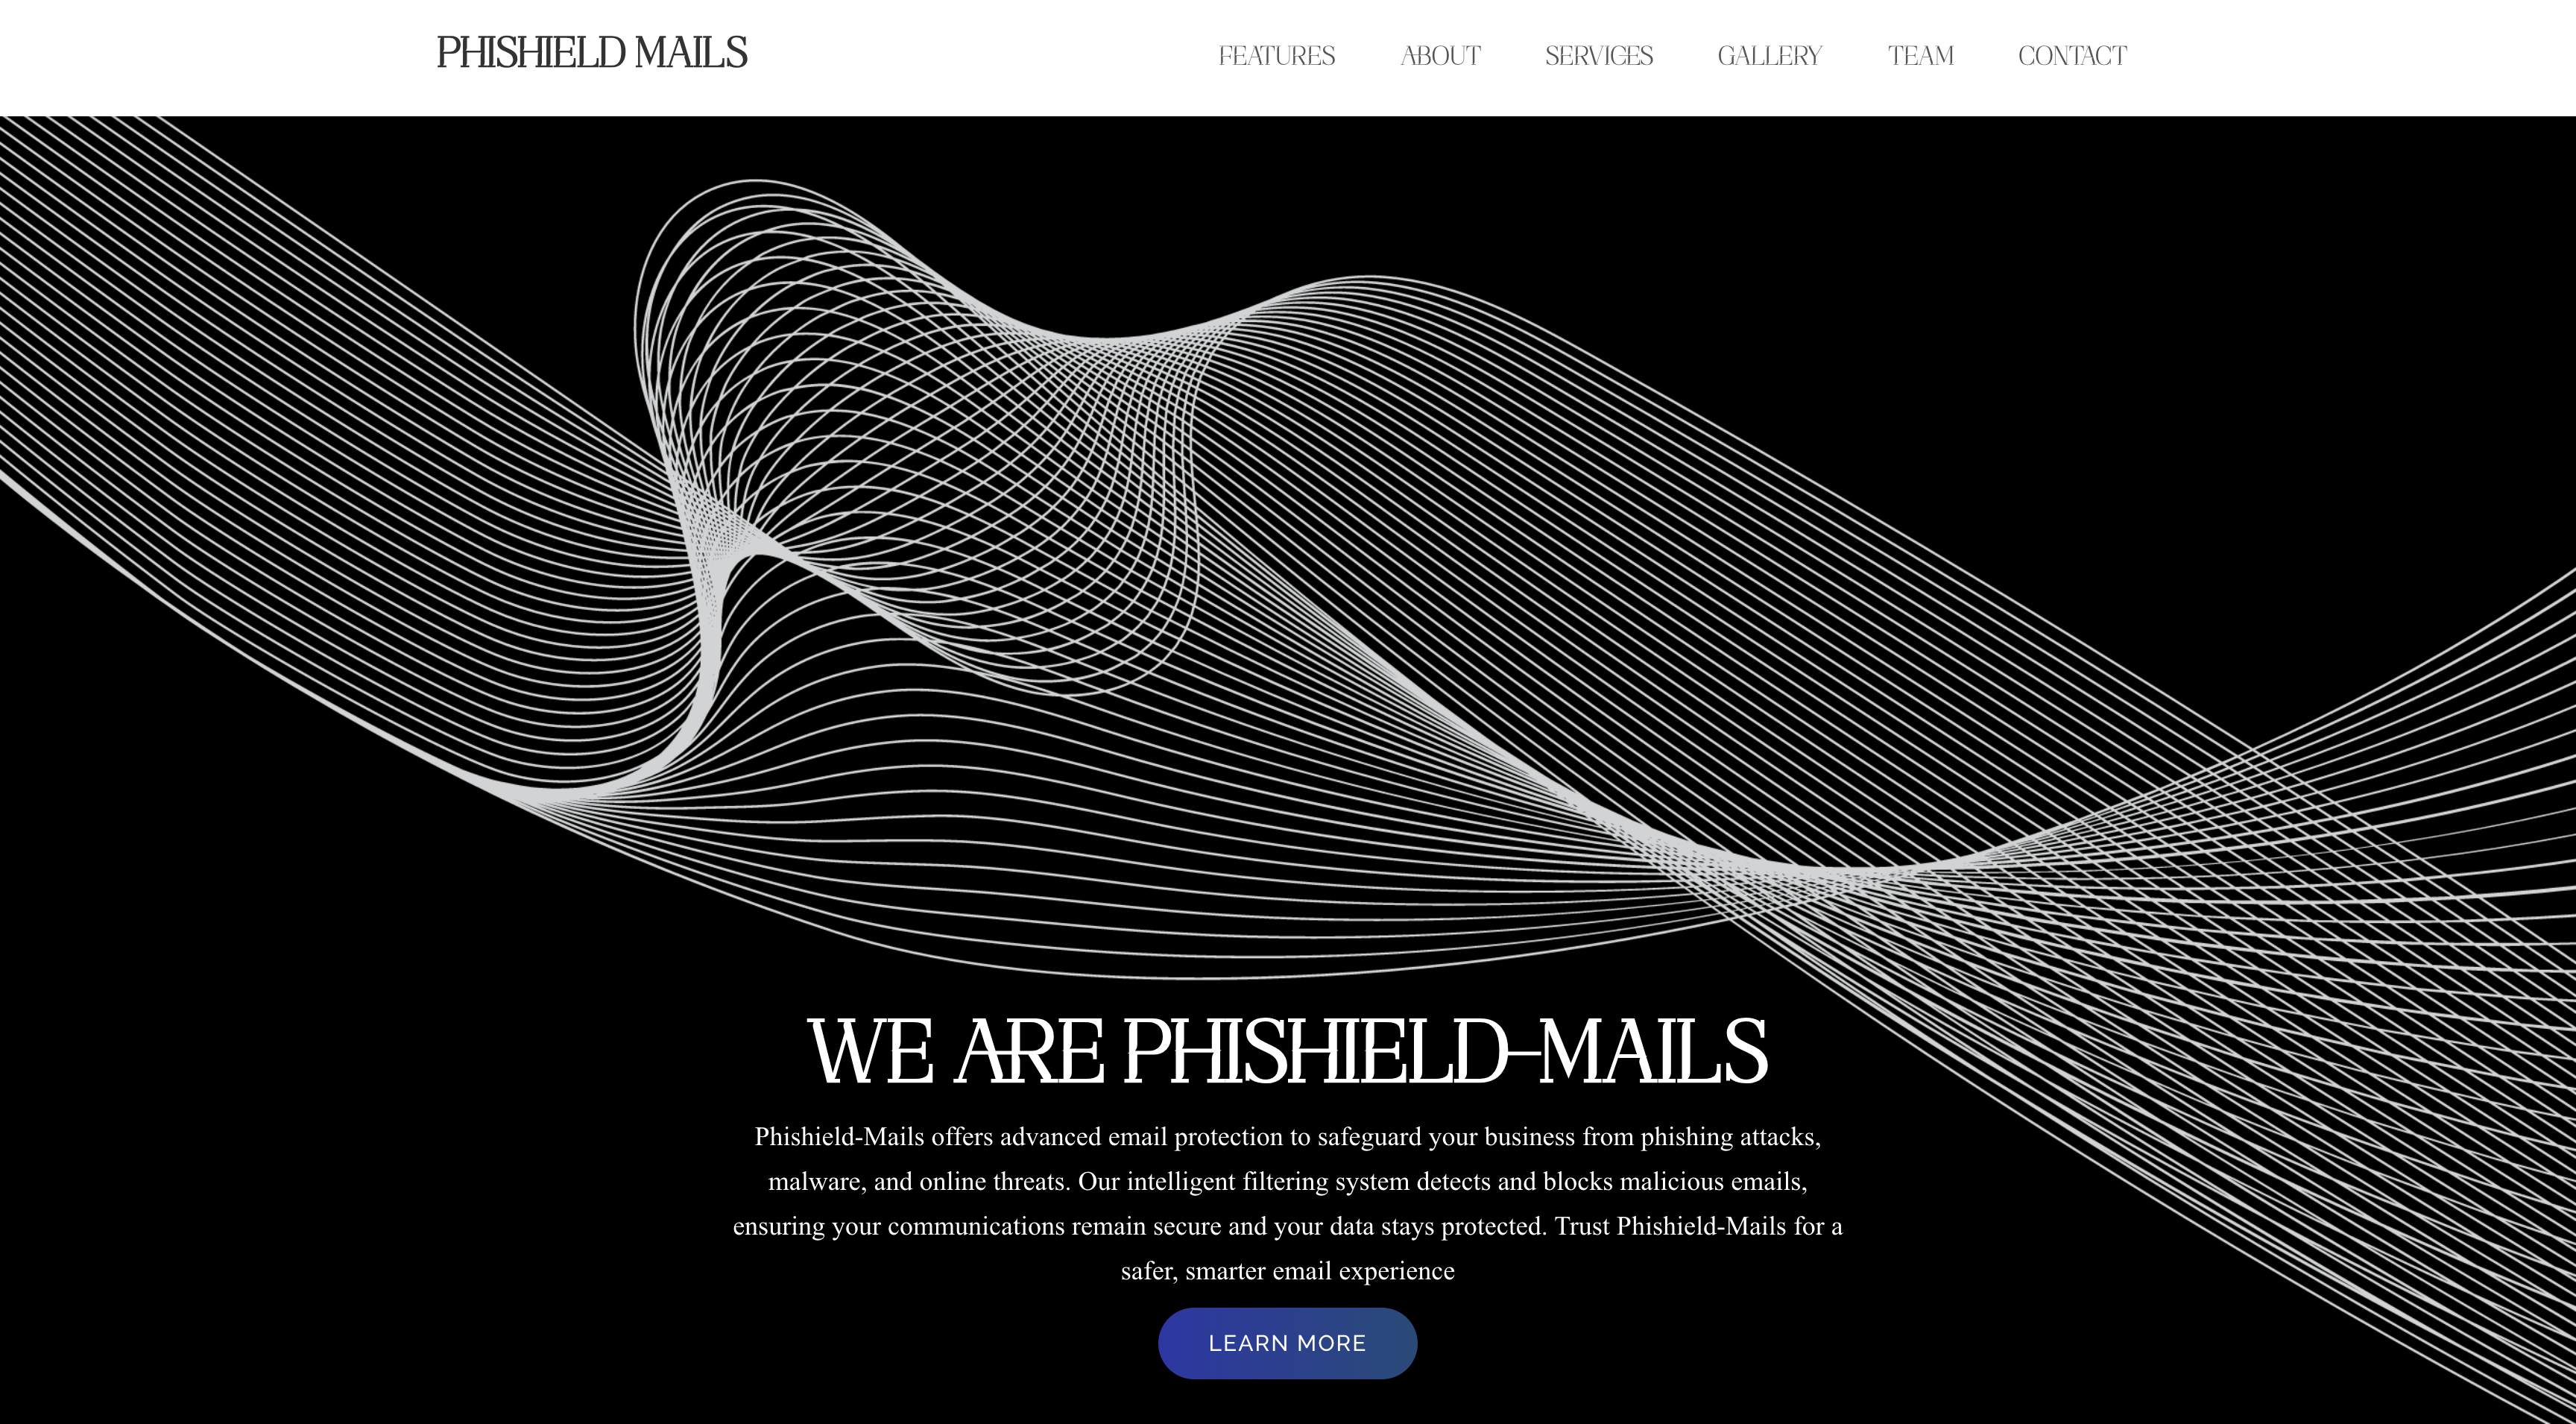 PHISHIELD MAILS
FEATURES ABOUT SERVICES GALLERY TEAM CONTACT
WE ARE PHISHIELD-MAILS
Phishield-Mails offers advanced email protection to safeguard your business from phishing attacks,
malware, and online threats. Our intelligent filtering system detects and blocks malicious emails,
ensuring your communications remain secure and your data stays protected. Trust Phishield-Mails for a
safer, smarter email experience
LEARN MORE